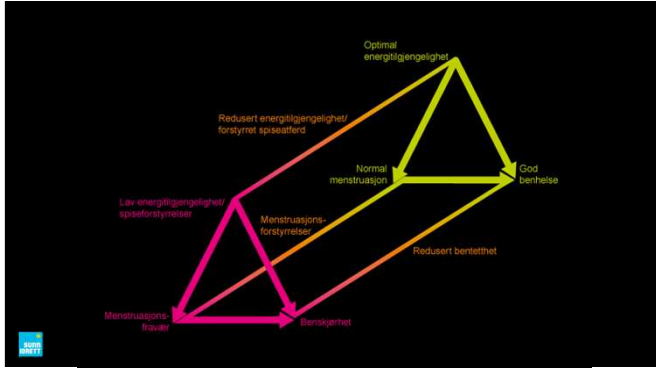 Optimal
energitilgjengelighet
Redusert energitilgjengelighet/
forstyrret spiseatferd
Normal
menstruasjon
God
benhelse
Lav energitilgjengelighet/
spiseforstyrrelser
Menstruasjons-
forstyrrelser
Redusert bentetthet
Menstruasjons-
fravær
Benskjørhet
SUNN
IDRETT